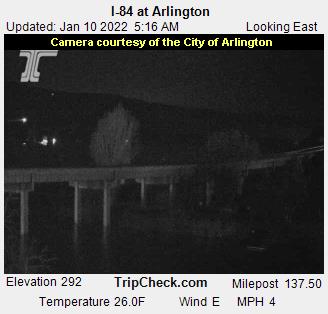 I-84 at Arlington
Updated: Jan 10 2022 5:16 AM Looking East
Camera courtesy of the City of Arlington
Elevation 292 TripCheck.com Milepost 137.50
Temperature 26.0F Wind E MPH 4